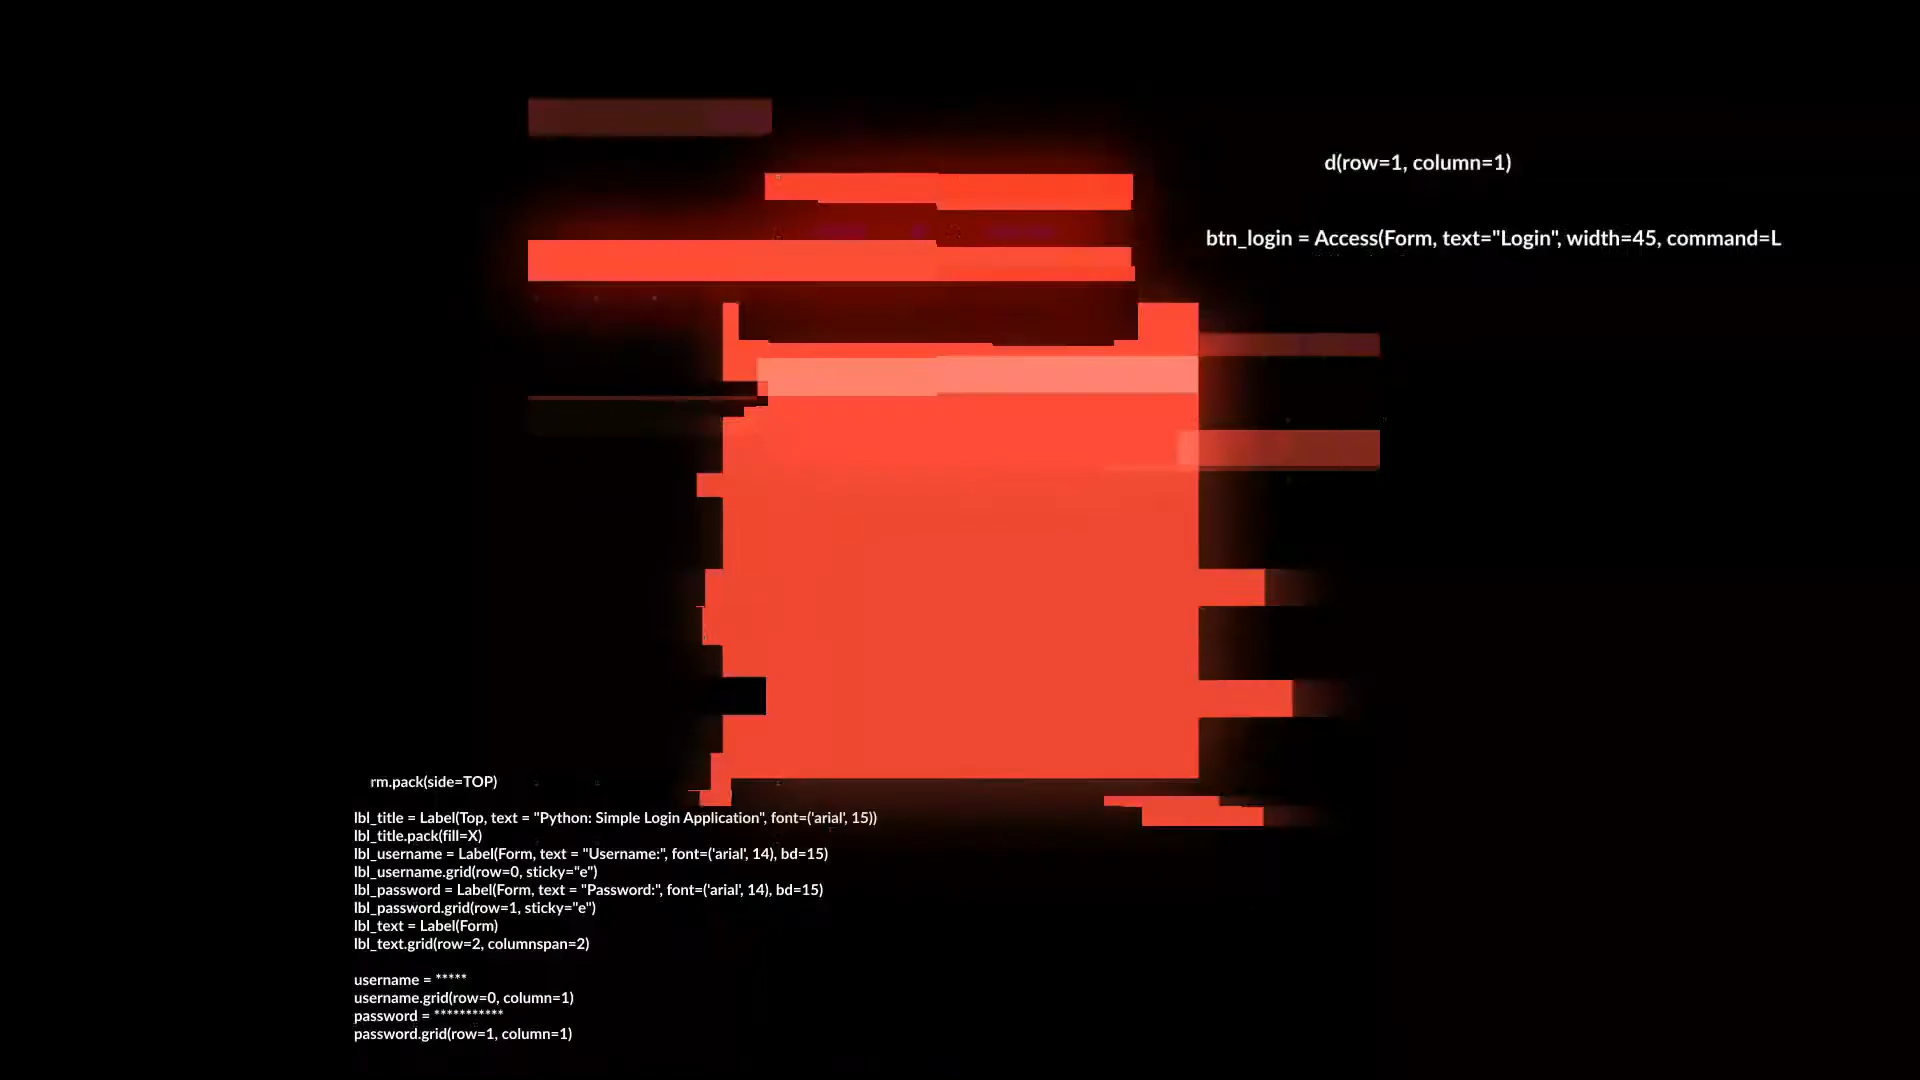 d(row=1, column=1)
btn_login = Access(Form, text="Login", width=45, command=L
rm.pack(side=TOP)
lbl_title = Label(Top, text = "Python: Simple Login Application", font=('arial', 15))
lbl_title.pack(fill=X)
lbl_username = Label(Form, text = "Username:", font=('arial', 14), bd=15)
lbl_username.grid(row=0, sticky="e")
lbl_password = Label(Form, text = "Password:", font=('arial', 14), bd=15)
lbl_password.grid(row=1, sticky="e")
lbl_text = Label(Form)
lbl_text.grid(row=2, columnspan=2)
username = *****
username.grid(row=0, column=1)
password = ***********
password.grid(row=1, column=1)